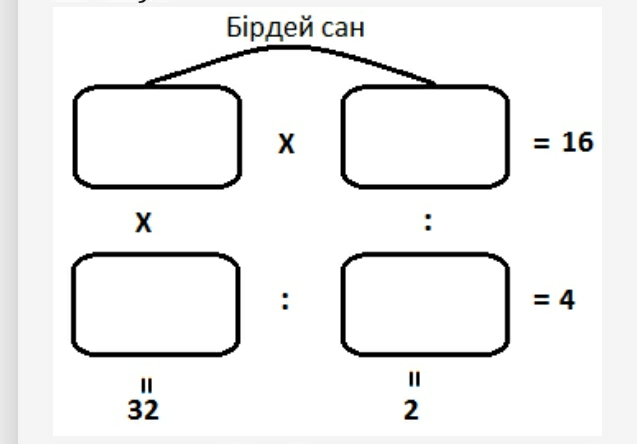 Бірдей сан
X = 16
X :
: = 4
= =
32 2